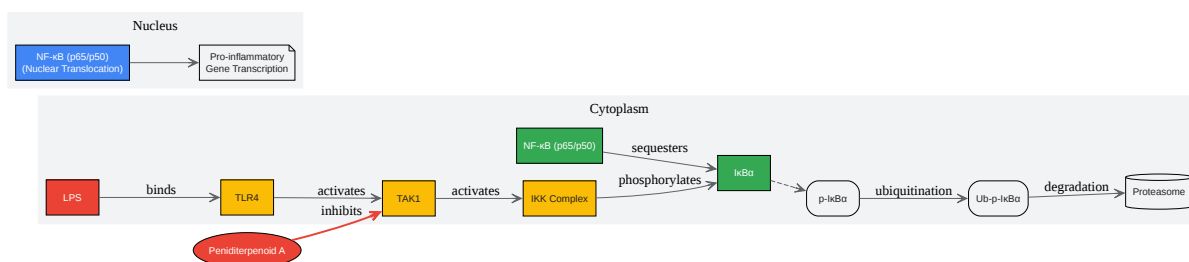 Nucleus
NF-κB (p65/p50)
(Nuclear Translocation)
Pro-inflammatory
Gene Transcription
Cytoplasm
NF-κB (p65/p50)
sequesters
IκBα
LPS
binds
TLR4
activates
inhibits
TAK1
activates
IKK Complex
phosphorylates
p-IκBα
ubiquitination
Ub-p-IκBα
degradation
Proteasome
Peniditerpenoid A